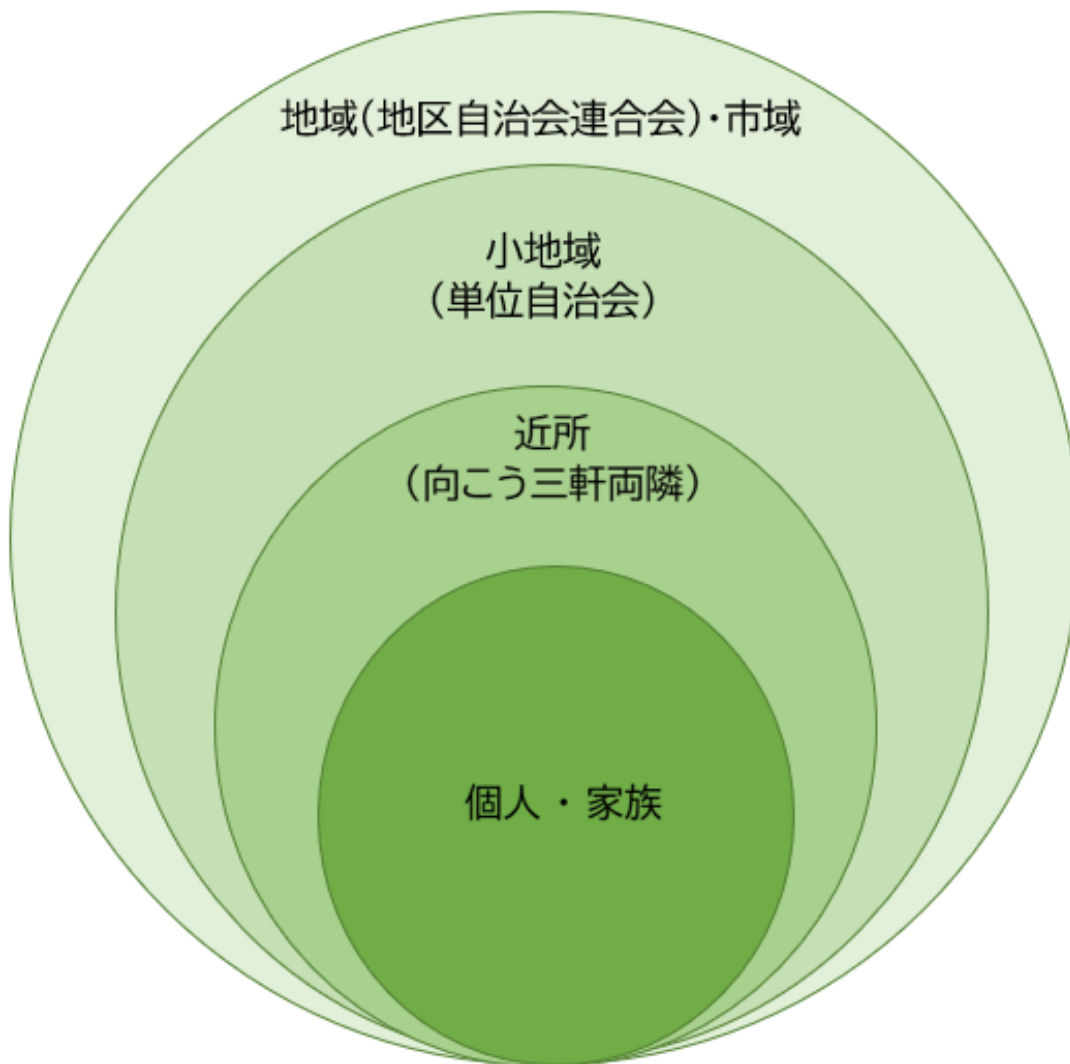 地域（地区自治会連合会）・市域
小地域
（単位自治会）
近所
（向こう三軒両隣）
個人 ・ 家族